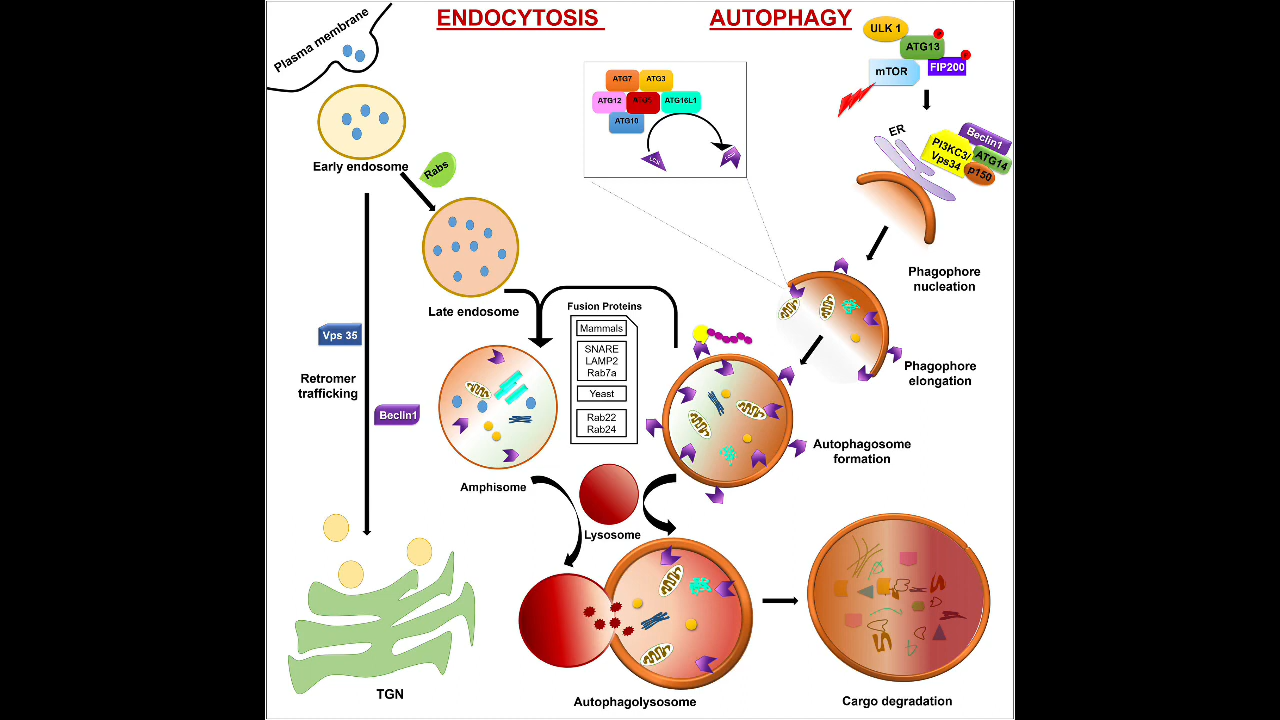 ENDOCYTOSIS
AUTOPHAGY
Plasma membrane
Early endosome
Rabs
Late endosome
Vps 35
Retromer
trafficking
Beclin1
TGN
ATG7
ATG3
ATG12
ATG16L1
ATG10
ULK 1
ATG13
mTOR
FIP200
ER
Beclin1
PI3KC3/
Vps34
ATG14
p150
Phagophore
nucleation
Phagophore
elongation
Autophagosome
formation
Fusion Proteins
Mammals
SNARE
LAMP2
Rab7a
Yeast
Rab22
Rab24
Amphisome
Lysosome
Autophagolysosome
Cargo degradation